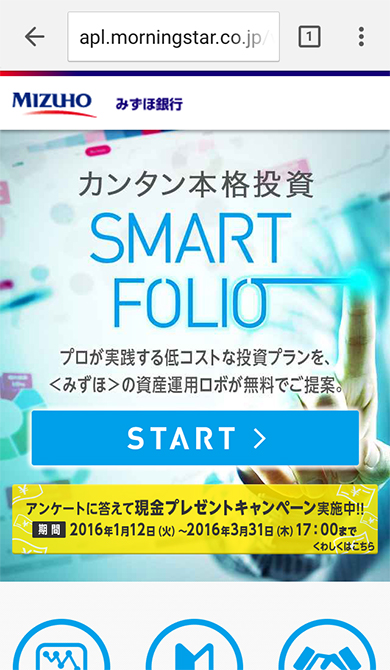 apl.morningstar.co.jp/
1
MIZUHO みずほ銀行
カンタン本格投資
SMART
FOLIO
プロが実践する低コストな投資プランを、
<みずほ>の資産運用ロボが無料でご提案。
START >
アンケートに答えて現金プレゼントキャンペーン実施中!!
期間 2016年1月12日(火)~2016年3月31日(木)17:00まで
くわしくはこちら